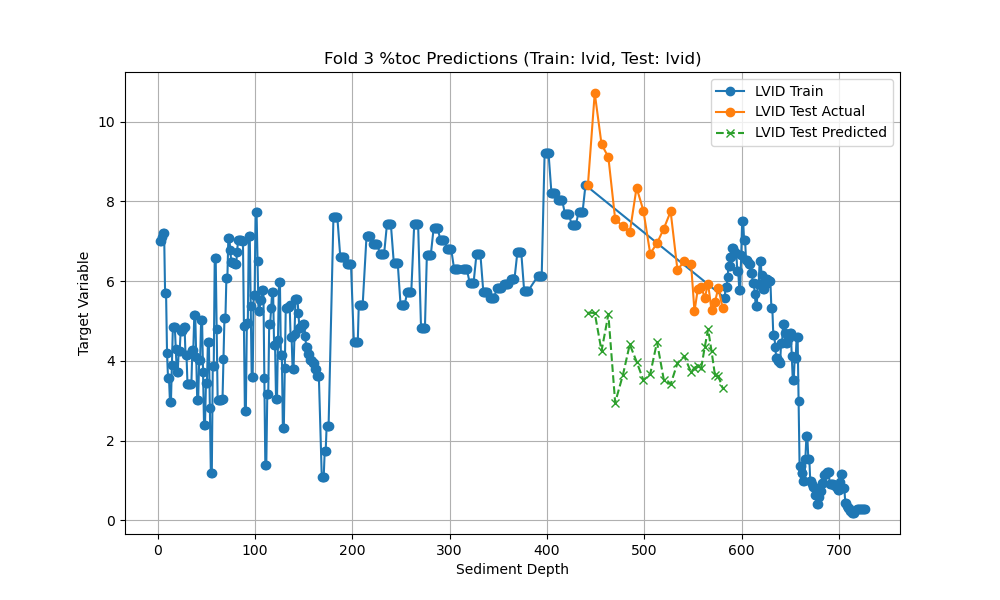 Fold 3 %toc Predictions (Train: lvid, Test: lvid)
LVID Train
LVID Test Actual
LVID Test Predicted
Target Variable
10
8
6
4
2
0
0 100 200 300 400 500 600 700
Sediment Depth